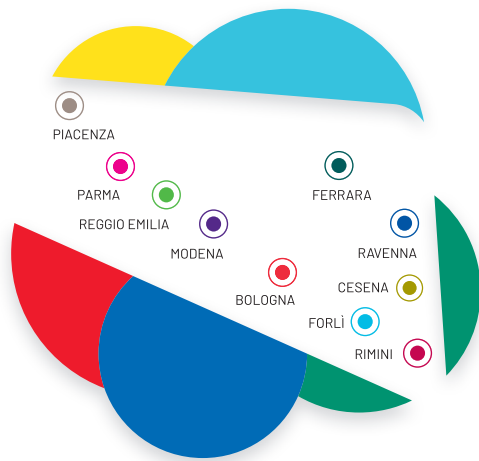 PIACENZA
PARMA
FERRARA
REGGIO EMILIA
MODENA
RAVENNA
CESENA
BOLOGNA
FORLÌ
RIMINI